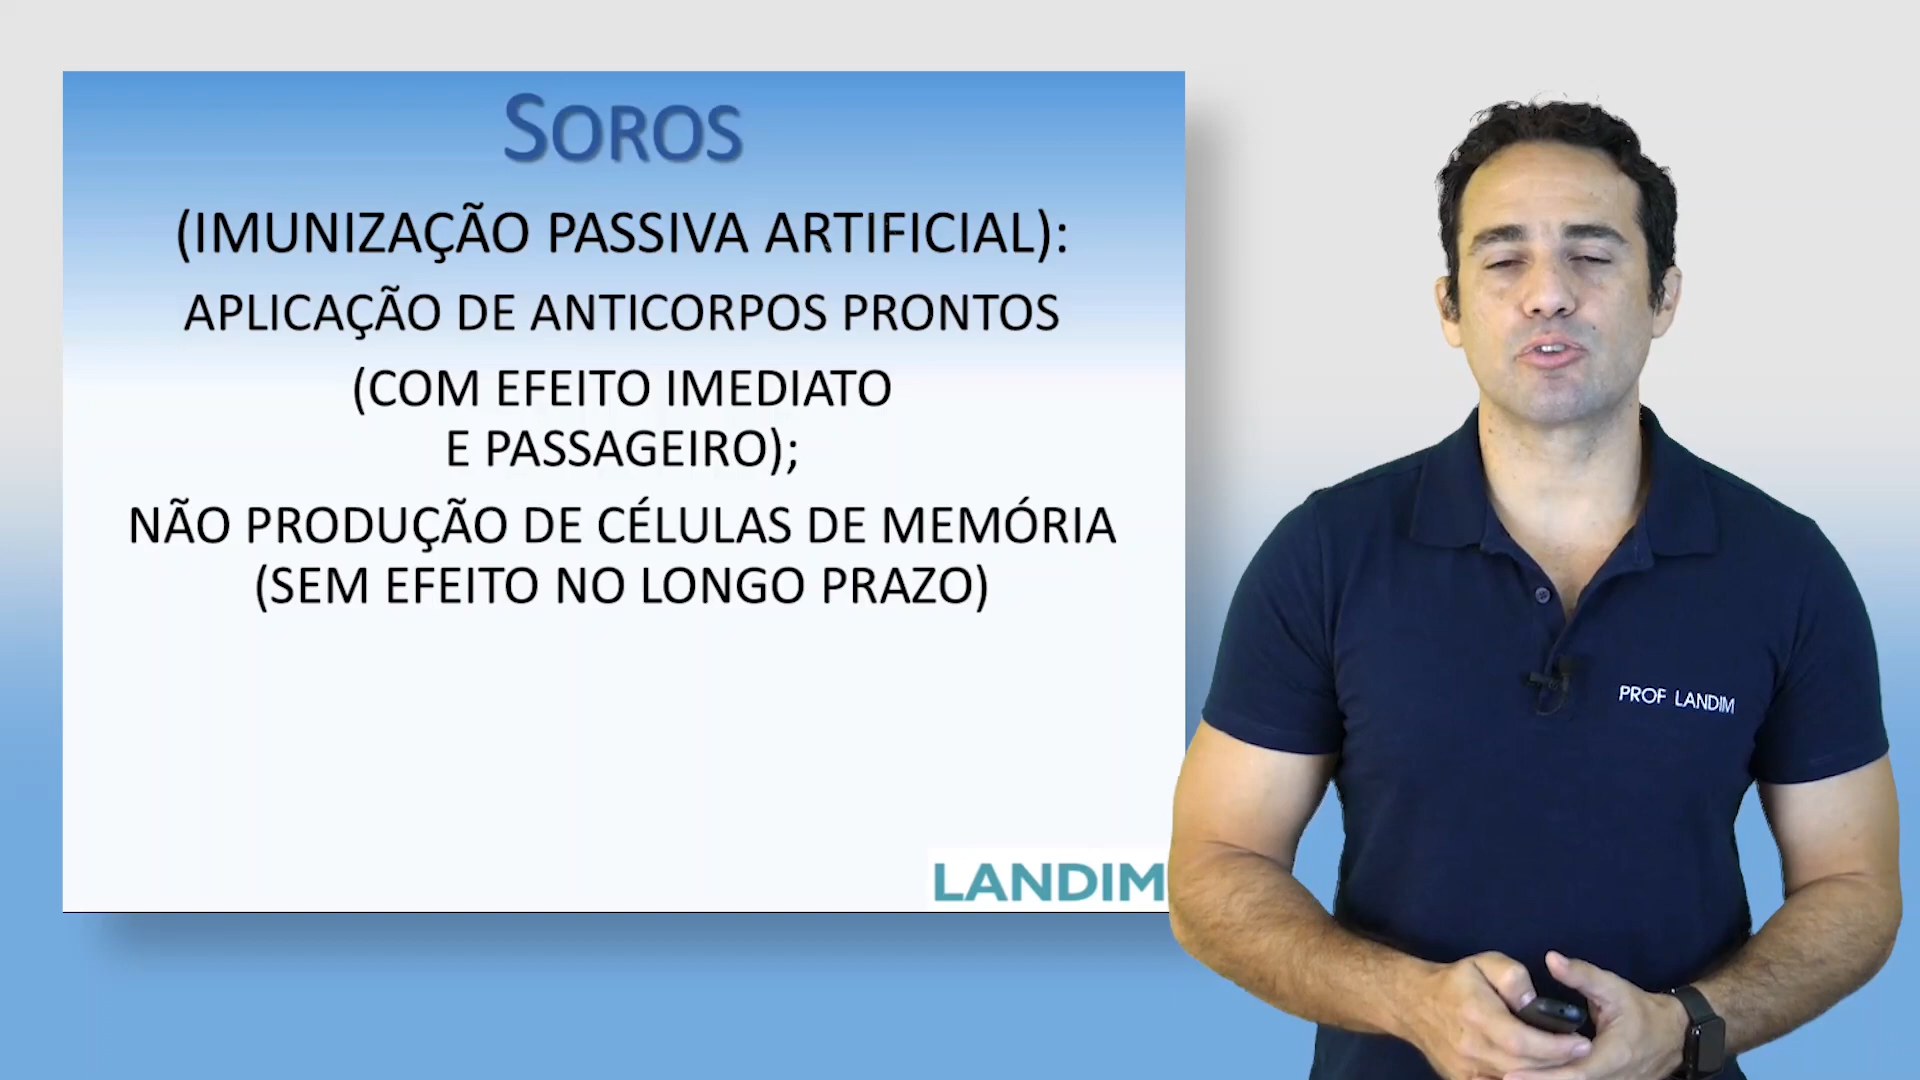 SOROS
(IMUNIZAÇÃO PASSIVA ARTIFICIAL):
APLICAÇÃO DE ANTICORPOS PRONTOS
(COM EFEITO IMEDIATO
E PASSAGEIRO);
NÃO PRODUÇÃO DE CÉLULAS DE MEMÓRIA
(SEM EFEITO NO LONGO PRAZO)
LANDIM
PROF LANDIM